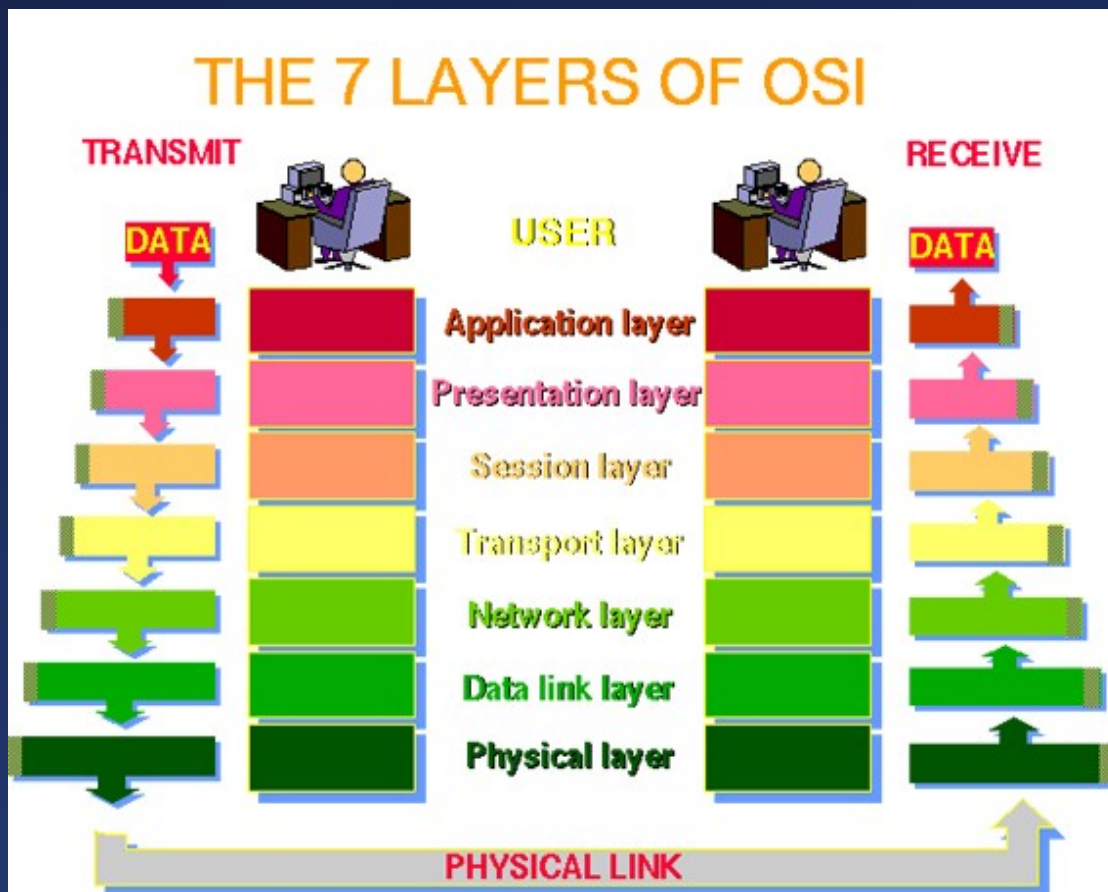 THE 7 LAYERS OF OSI
TRANSMIT
RECEIVE
USER
DATA
DATA
Application layer
Presentation layer
Session layer
Transport layer
Network layer
Data link layer
Physical layer
PHYSICAL LINK